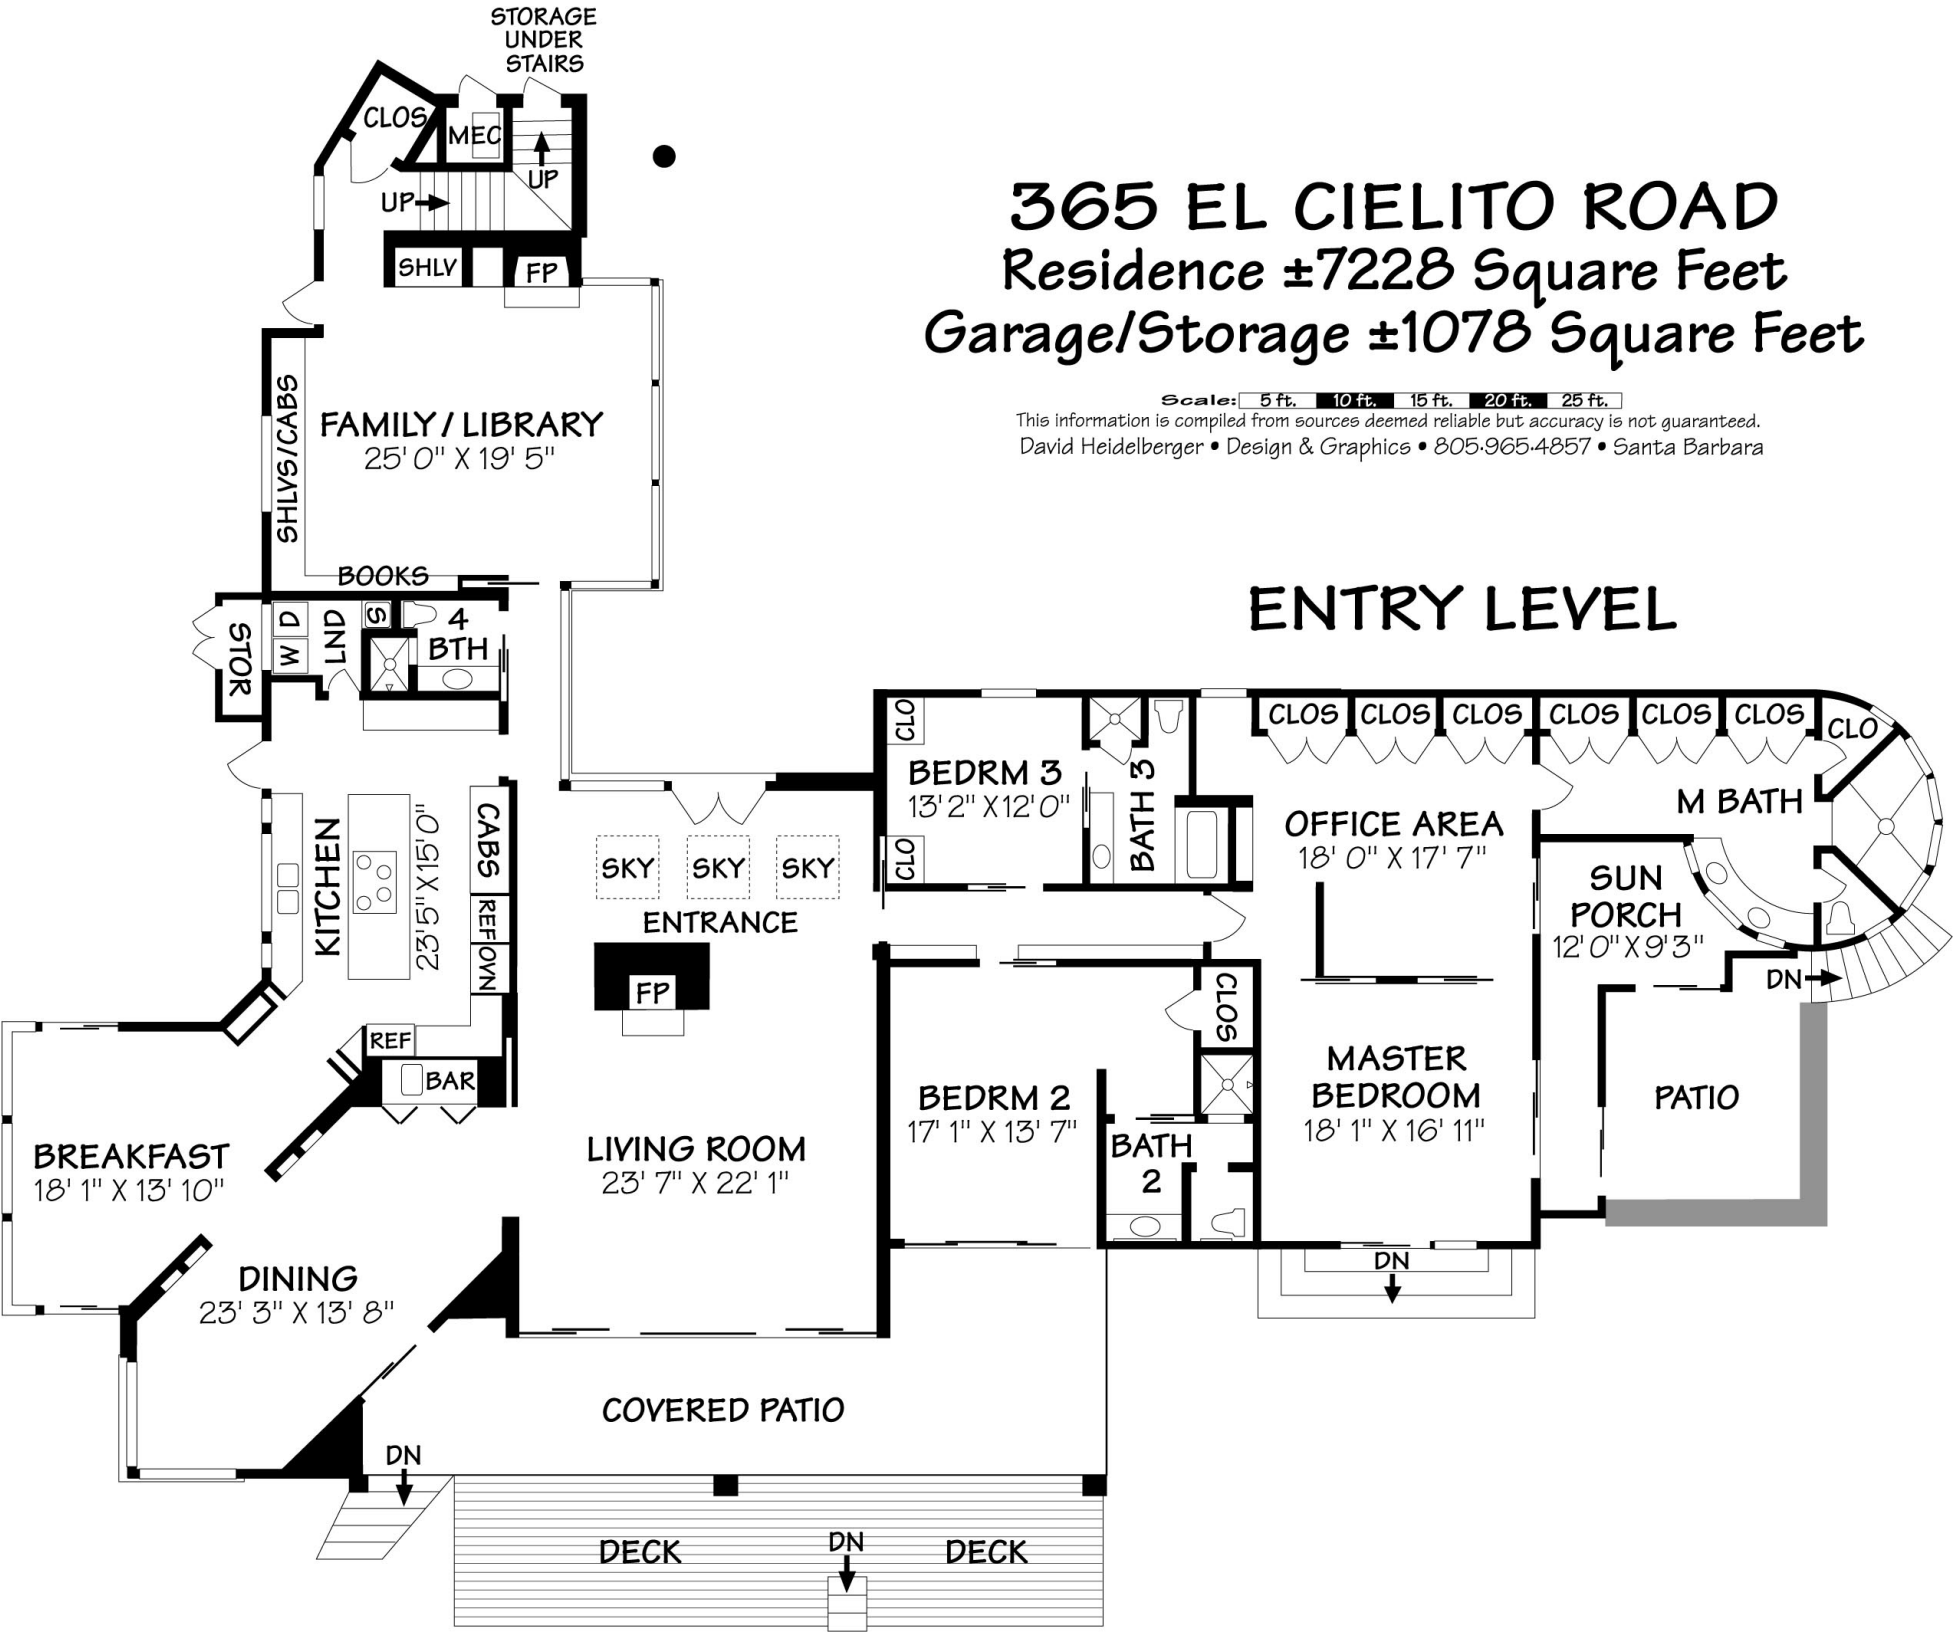 STORAGE
UNDER
STAIRS
CLOS
MEC
UP
UP
SHLV
FP
365 EL CIELITO ROAD
Residence ±7228 Square Feet
Garage/Storage ±1078 Square Feet
Scale: 5 ft. 10 ft. 15 ft. 20 ft. 25 ft.
This information is compiled from sources deemed reliable but accuracy is not guaranteed.
David Heidelberger • Design & Graphics • 805•965•4857 • Santa Barbara
FAMILY / LIBRARY
25' 0" X 19' 5"
SHLVS/CABS
BOOKS
ENTRY LEVEL
STOR
D
W
LND
S
4
BTH
KITCHEN
23'5" X 15'0"
CABS
REF
OVN
REF
BAR
SKY
SKY
SKY
ENTRANCE
FP
CLO
BEDRM 3
13'2" X 12'0"
CLO
BATH 3
CLOS
CLOS
CLOS
CLOS
CLOS
CLOS
CLO
M BATH
OFFICE AREA
18' 0" X 17' 7"
SUN
PORCH
12'0" X 9'3"
DN
CLOS
BEDRM 2
17' 1" X 13' 7"
BATH
2
MASTER
BEDROOM
18' 1" X 16' 11"
PATIO
DN
BREAKFAST
18' 1" X 13' 10"
LIVING ROOM
23' 7" X 22' 1"
DINING
23' 3" X 13' 8"
COVERED PATIO
DN
DECK
DN
DECK